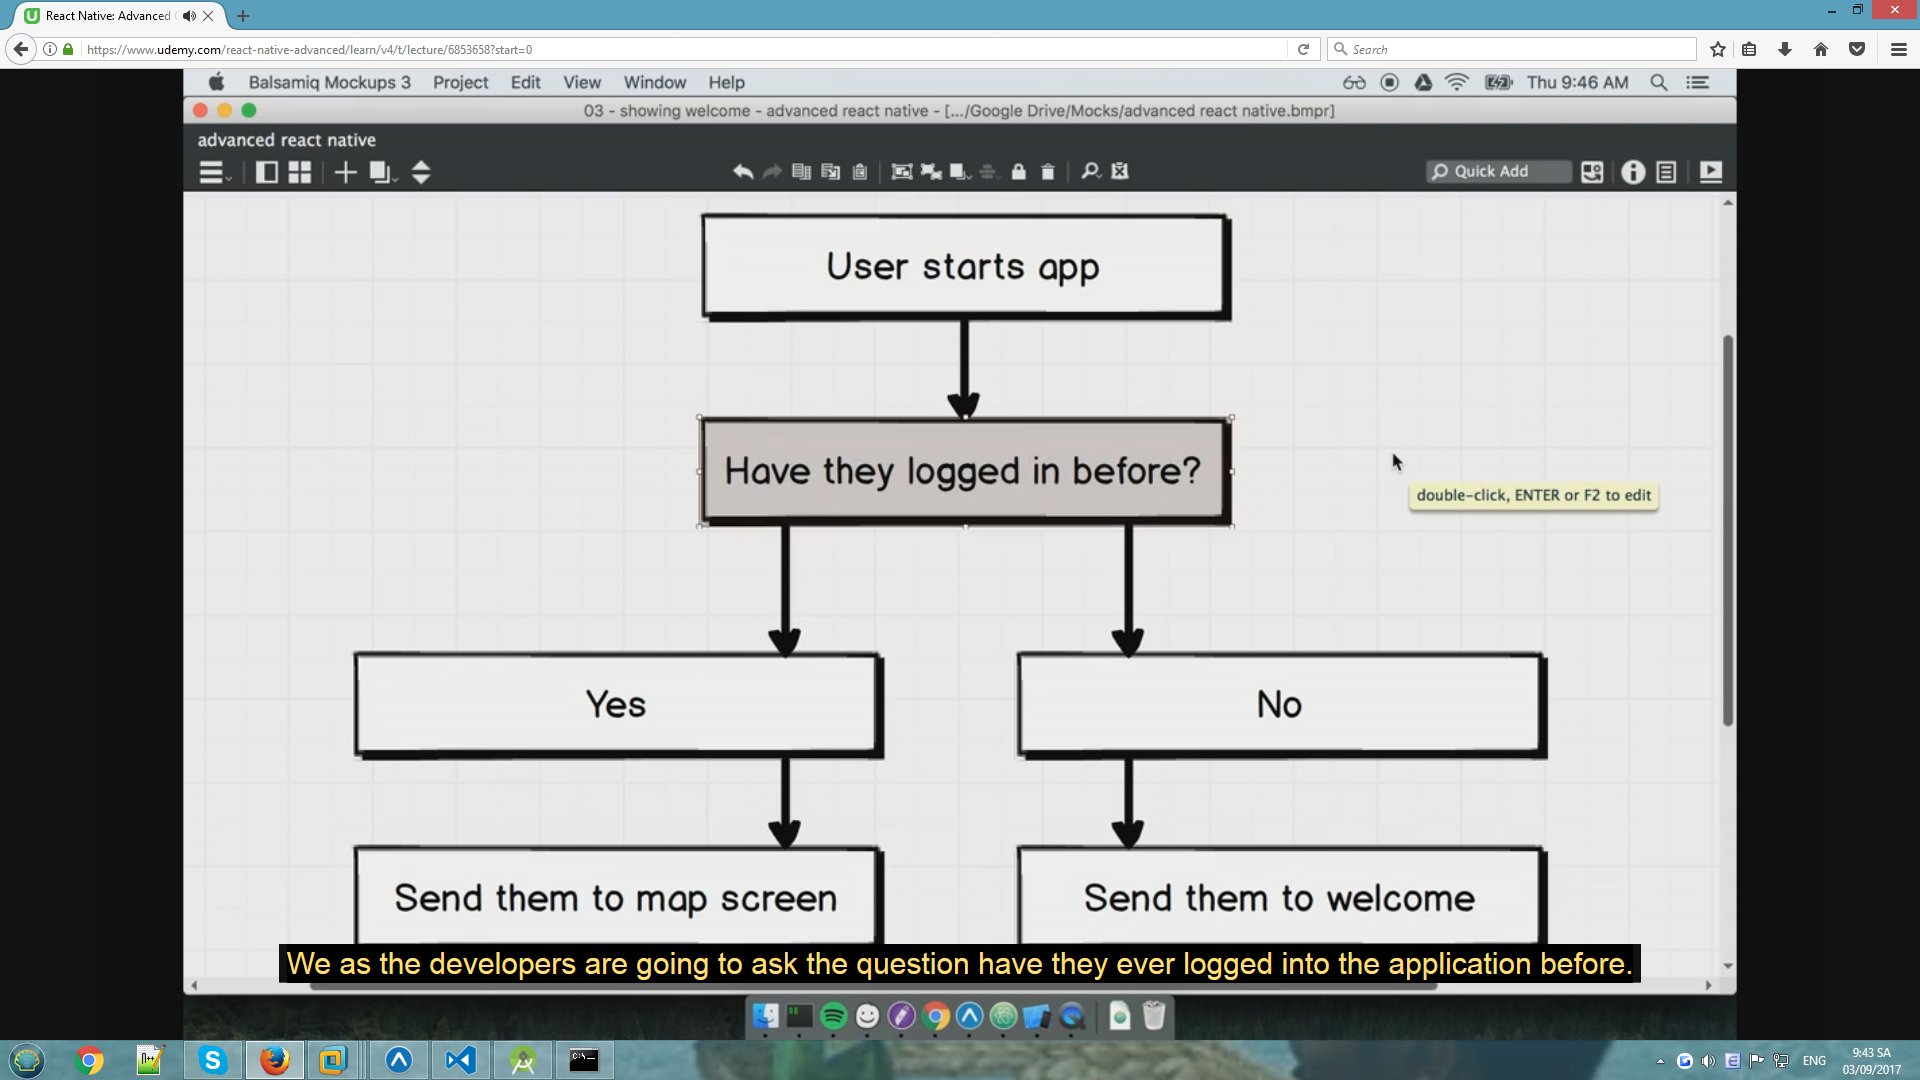 React Native: Advanced
https://www.udemy.com/react-native-advanced/learn/v4/t/lecture/6853658?start=0
Search
Balsamiq Mockups 3 Project Edit View Window Help
Thu 9:46 AM
03 - showing welcome - advanced react native - [.../Google Drive/Mocks/advanced react native.bmpr]
advanced react native
Quick Add
User starts app
Have they logged in before?
double-click, ENTER or F2 to edit
Yes
No
Send them to map screen
Send them to welcome
We as the developers are going to ask the question have they ever logged into the application before.
ENG
9:43 SA
03/09/2017